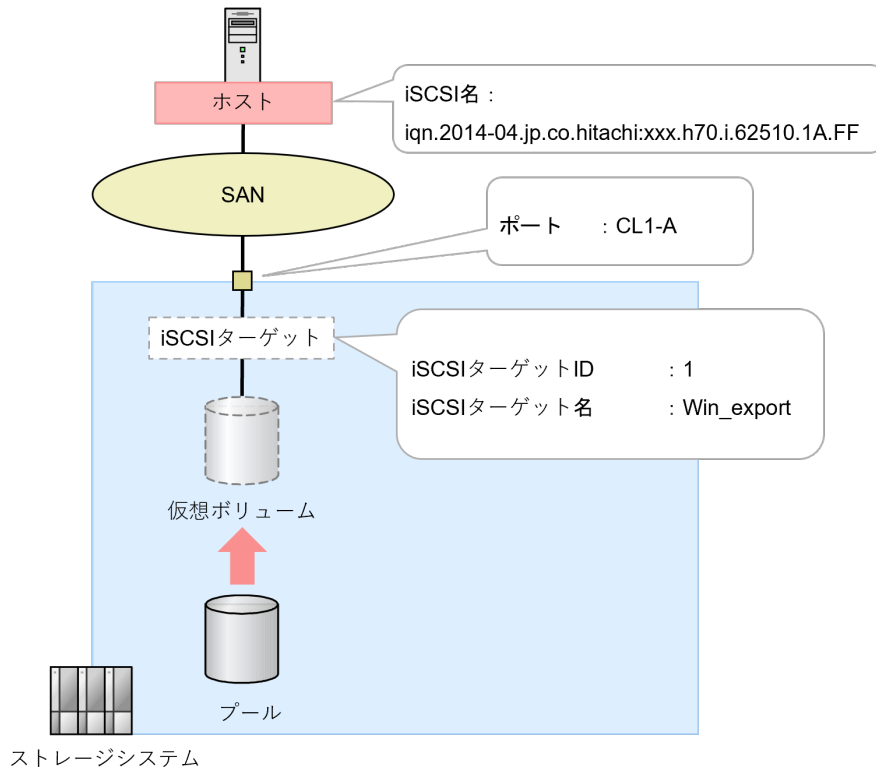 ホスト
iSCSI名：
iqn.2014-04.jp.co.hitachi:xxx.h70.i.62510.1A.FF
SAN
ポート ：CL1-A
iSCSIターゲット
iSCSIターゲットID ：1
iSCSIターゲット名 ：Win_export
仮想ボリューム
プール
ストレージシステム